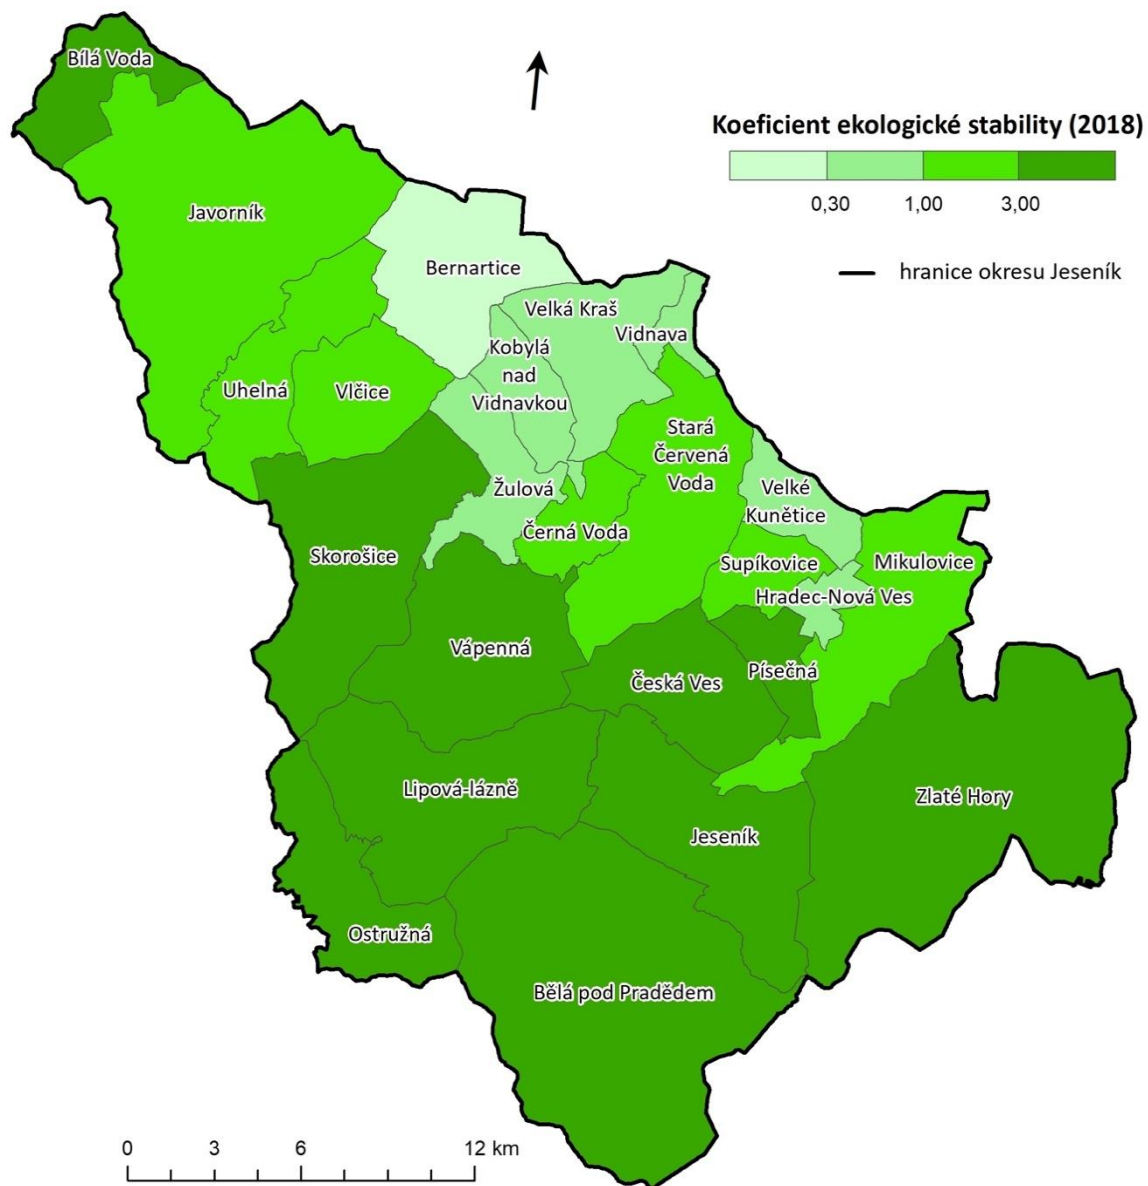 Bílá Voda
Koeficient ekologické stability (2018)
0,30 1,00 3,00
hranice okresu Jeseník
Javorník
Bernartice
Velká Kraš
Vidnava
Kobylá
nad
Vidnavkou
Uhelná
Vlčice
Stará
Červená
Voda
Žulová
Velké
Kunětice
Černá Voda
Skorošice
Supíkovice
Mikulovice
Hradec-Nová Ves
Vápenná
Česká Ves
Písečná
Lipová-lázně
Zlaté Hory
Jeseník
Ostružná
Bělá pod Pradědem
0 3 6 12 km